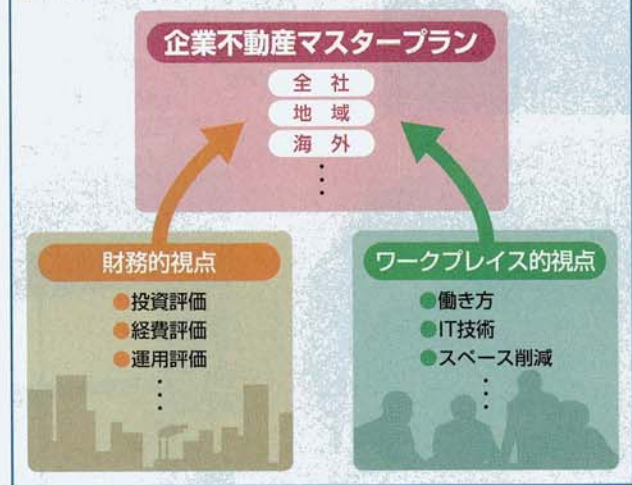 企業不動産マスタープラン
全 社
地 域
海 外
⋮
財務的視点
●投資評価
●経費評価
●運用評価
⋮
ワークプレイス的視点
●働き方
●IT技術
●スペース削減
⋮